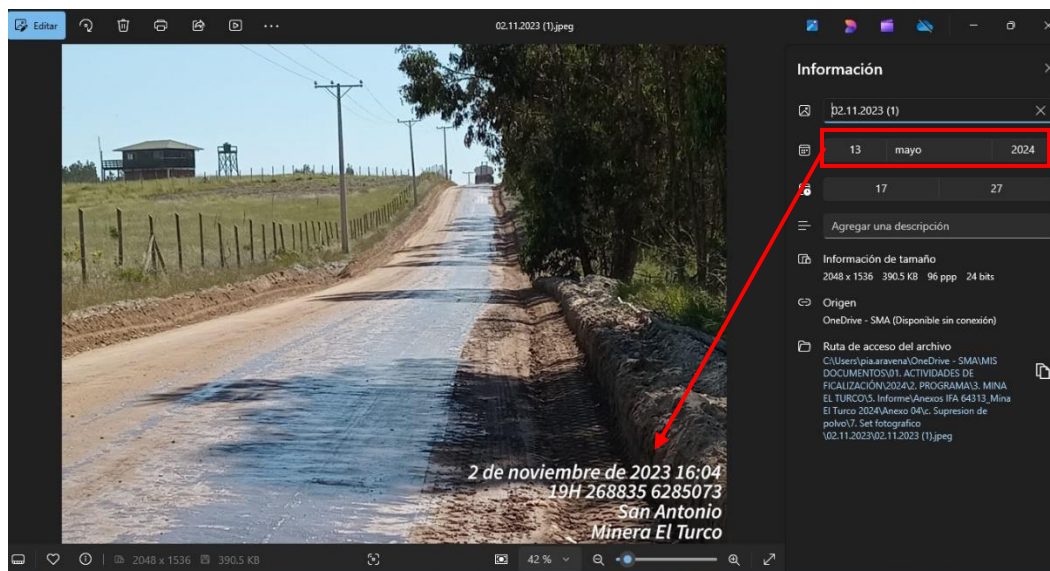 Editar
02.11.2023 (1).jpeg
Información
02.11.2023 (1)
13 mayo 2024
17 27
Agregar una descripción
Información de tamaño
2048 x 1536 390.5 KB 96 ppp 24 bits
Origen
OneDrive - SMA (Disponible sin conexión)
Ruta de acceso del archivo
C:\Users\pia.aravena\OneDrive - SMA\MIS
DOCUMENTOS\01. ACTIVIDADES DE
FICALIZACIÓN\2024\2. PROGRAMA\3. MINA
EL TURCO\5. Informe\Anexos IFA 64313_Mina
El Turco 2024\Anexo 04\c. Supresion de
polvo\7. Set fotografico
\02.11.2023\02.11.2023 (1).jpeg
2 de noviembre de 2023 16:04
19H 268835 6285073
San Antonio
Minera El Turco
2048 x 1536 390.5 KB
42 %